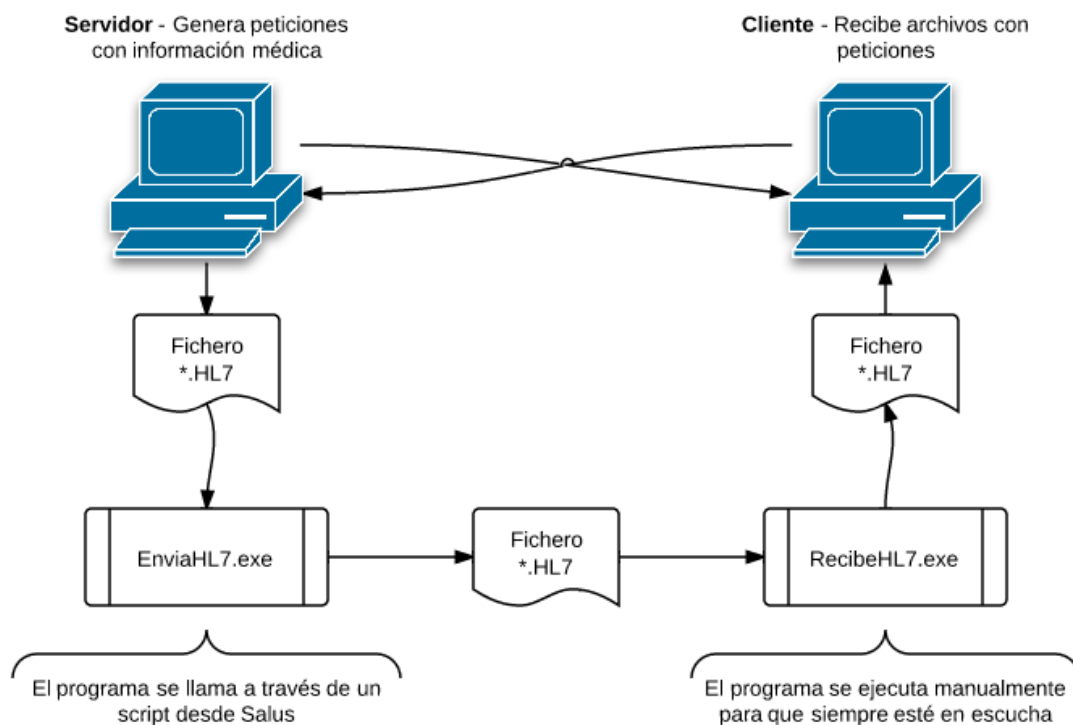 Servidor - Genera peticiones
con información médica
Cliente - Recibe archivos con
peticiones
Fichero
*.HL7
Fichero
*.HL7
EnviaHL7.exe
Fichero
*.HL7
RecibeHL7.exe
El programa se llama a través de un
script desde Salus
El programa se ejecuta manualmente
para que siempre esté en escucha